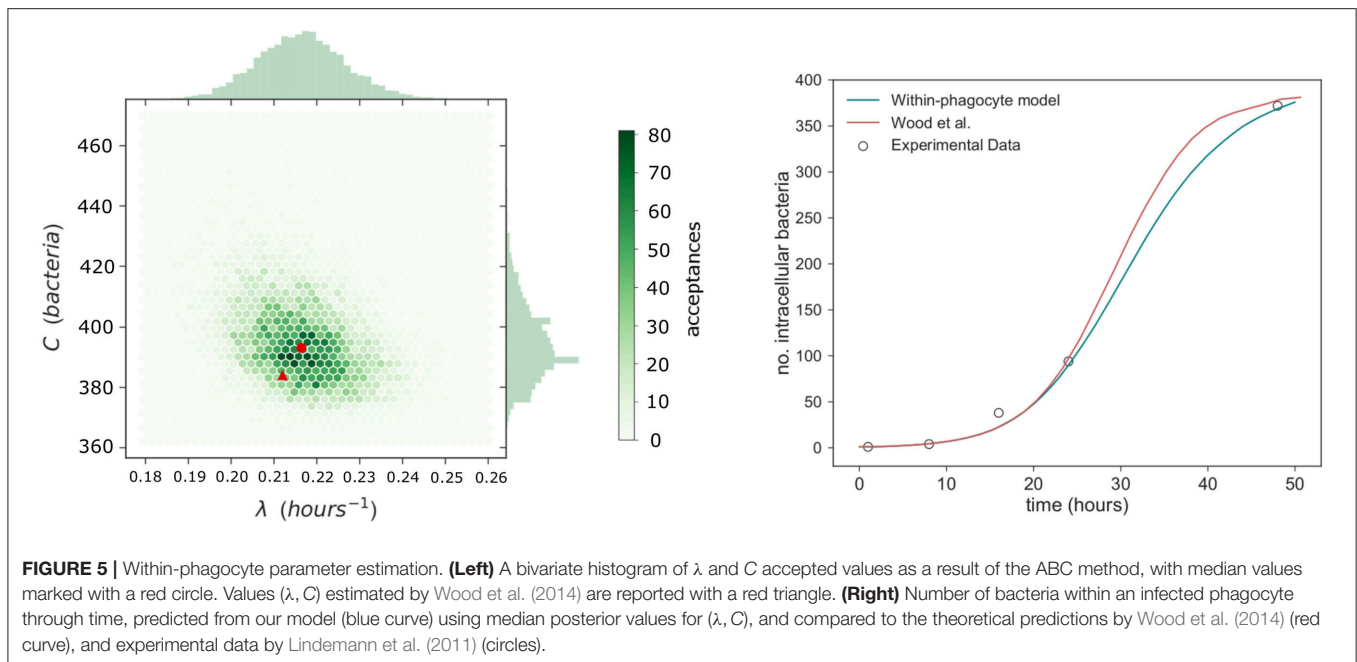 460
440
420
400
380
360
C (bacteria)
0.18 0.19 0.20 0.21 0.22 0.23 0.24 0.25 0.26
λ (hours⁻¹)
80
70
60
50
40
30
20
10
0
acceptances
400
350
300
250
200
150
100
50
0
no. intracellular bacteria
Within-phagocyte model
Wood et al.
Experimental Data
0 10 20 30 40 50
time (hours)
FIGURE 5 | Within-phagocyte parameter estimation. (Left) A bivariate histogram of λ and C accepted values as a result of the ABC method, with median values
marked with a red circle. Values (λ, C) estimated by Wood et al. (2014) are reported with a red triangle. (Right) Number of bacteria within an infected phagocyte
through time, predicted from our model (blue curve) using median posterior values for (λ, C), and compared to the theoretical predictions by Wood et al. (2014) (red
curve), and experimental data by Lindemann et al. (2011) (circles).